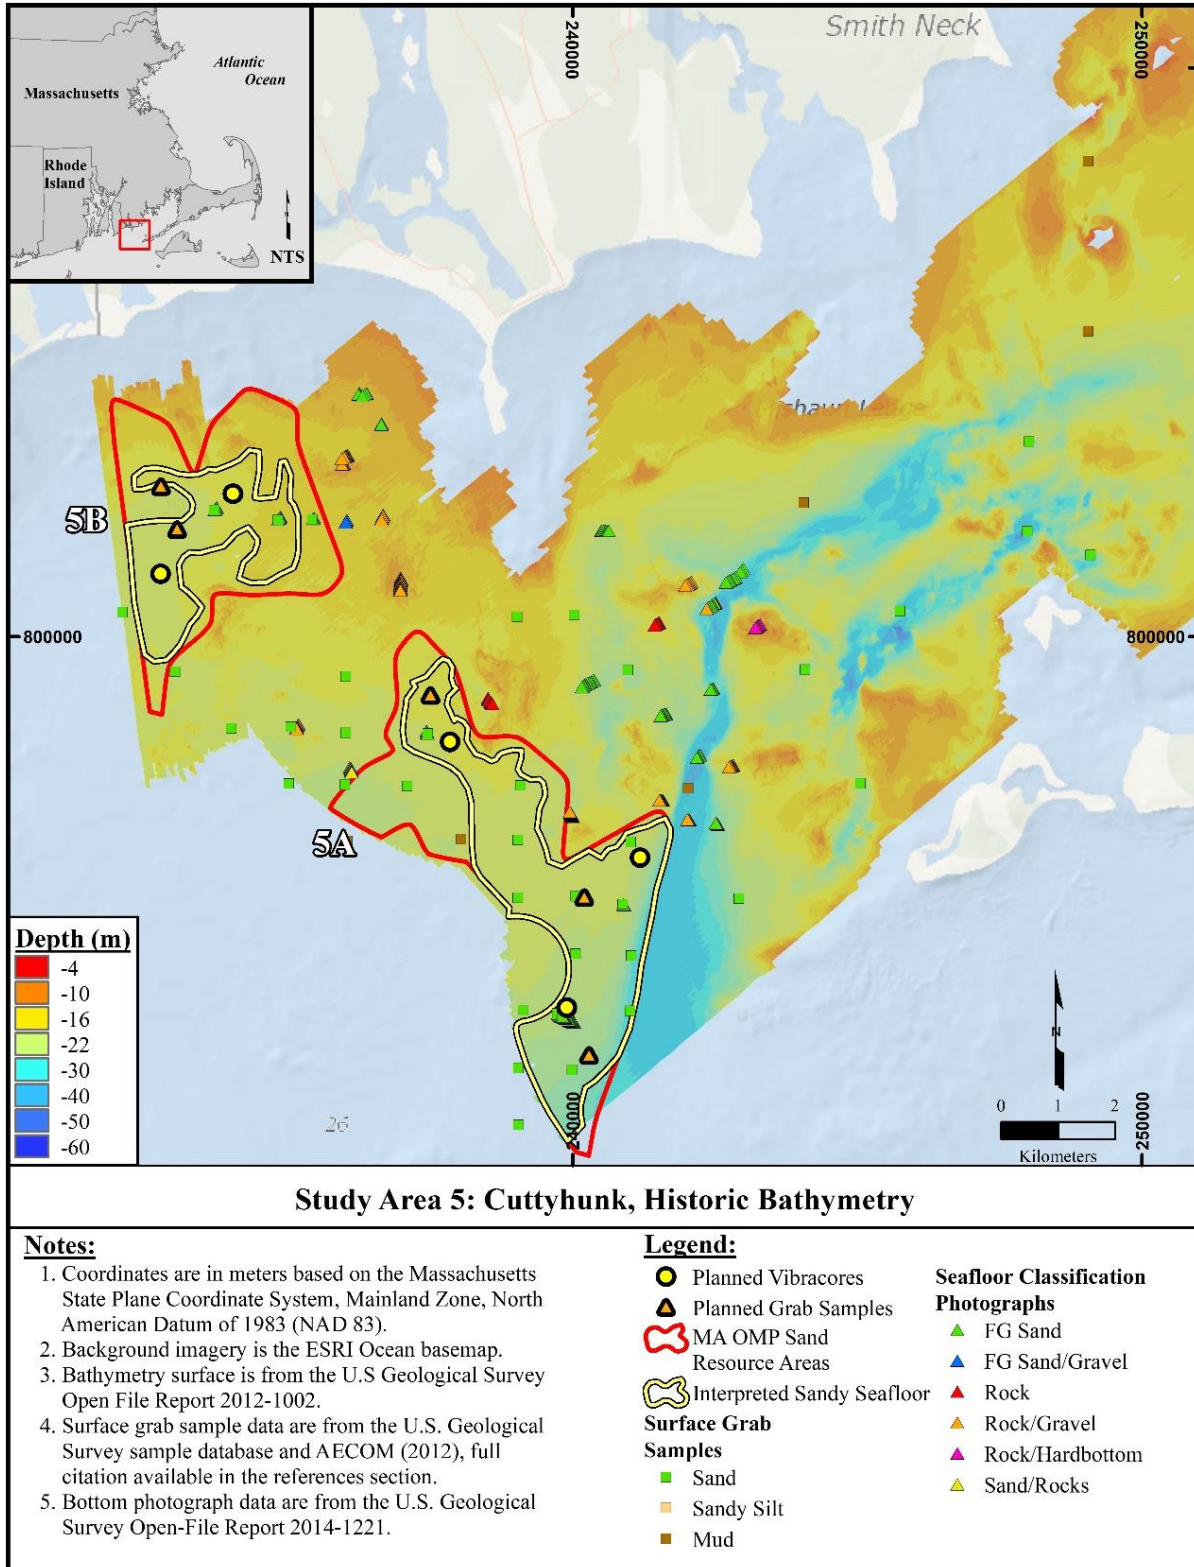 Smith Neck
240000
250000
Atlantic
Ocean
Massachusetts
Rhode
Island
NTS
5B
800000
800000
5A
Depth (m)
-4
-10
-16
-22
-30
-40
-50
-60
26
240000
250000
N
0 1 2
Kilometers
Study Area 5: Cuttyhunk, Historic Bathymetry
Notes:
1. Coordinates are in meters based on the Massachusetts
State Plane Coordinate System, Mainland Zone, North
American Datum of 1983 (NAD 83).
2. Background imagery is the ESRI Ocean basemap.
3. Bathymetry surface is from the U.S Geological Survey
Open File Report 2012-1002.
4. Surface grab sample data are from the U.S. Geological
Survey sample database and AECOM (2012), full
citation available in the references section.
5. Bottom photograph data are from the U.S. Geological
Survey Open-File Report 2014-1221.
Legend:
Planned Vibracores
Planned Grab Samples
MA OMP Sand
Resource Areas
Interpreted Sandy Seafloor
Surface Grab
Samples
Sand
Sandy Silt
Mud
Seafloor Classification
Photographs
FG Sand
FG Sand/Gravel
Rock
Rock/Gravel
Rock/Hardbottom
Sand/Rocks